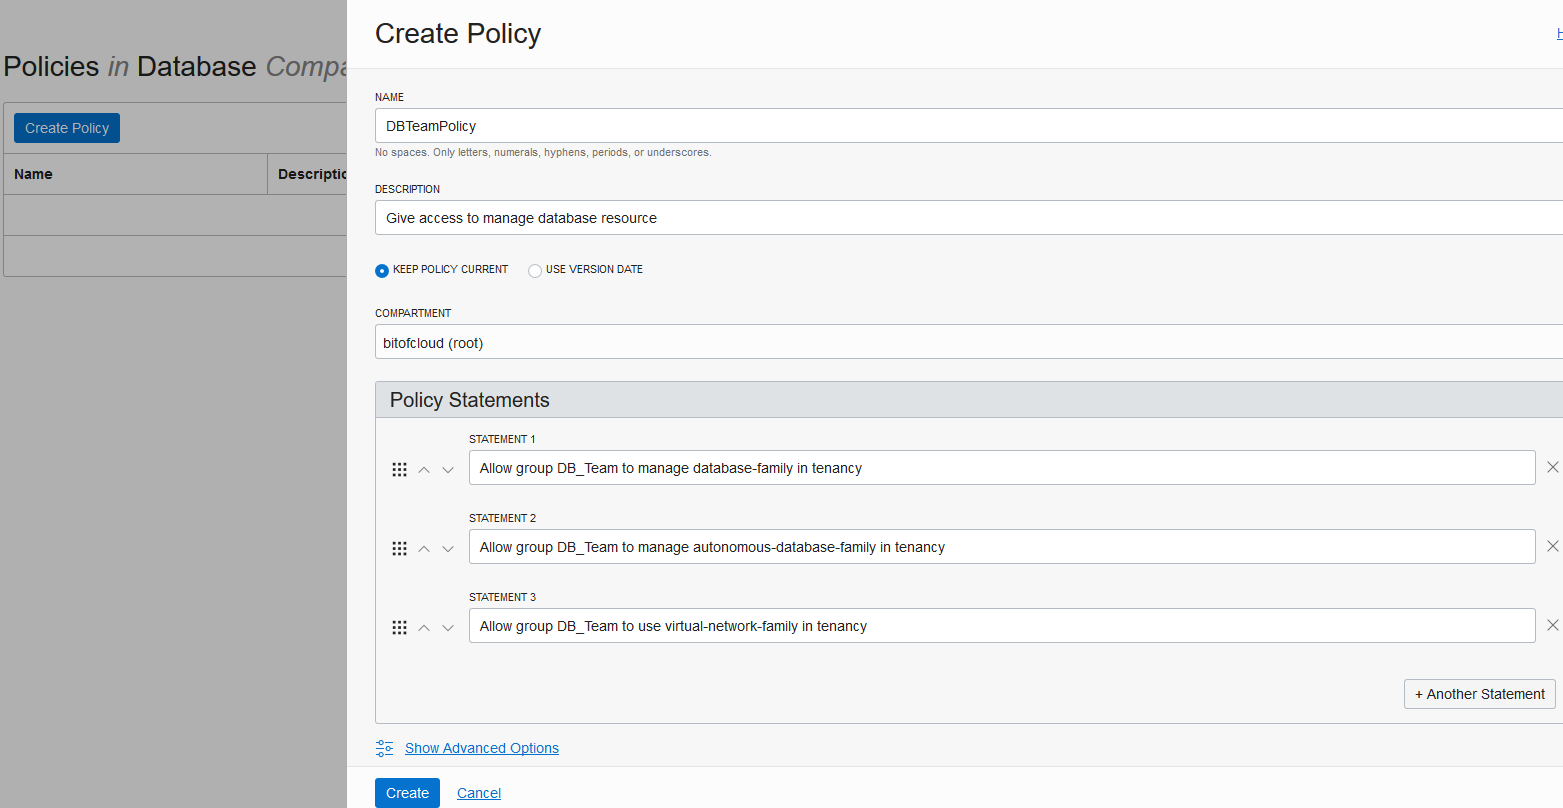 Create Policy
H
Policies in Database Compa
NAME
Create Policy
DBTeamPolicy
No spaces. Only letters, numerals, hyphens, periods, or underscores.
Name
Descriptio
DESCRIPTION
Give access to manage database resource
KEEP POLICY CURRENT
USE VERSION DATE
COMPARTMENT
bitofcloud (root)
Policy Statements
STATEMENT 1
Allow group DB_Team to manage database-family in tenancy
STATEMENT 2
Allow group DB_Team to manage autonomous-database-family in tenancy
STATEMENT 3
Allow group DB_Team to use virtual-network-family in tenancy
+ Another Statement
Show Advanced Options
Create
Cancel